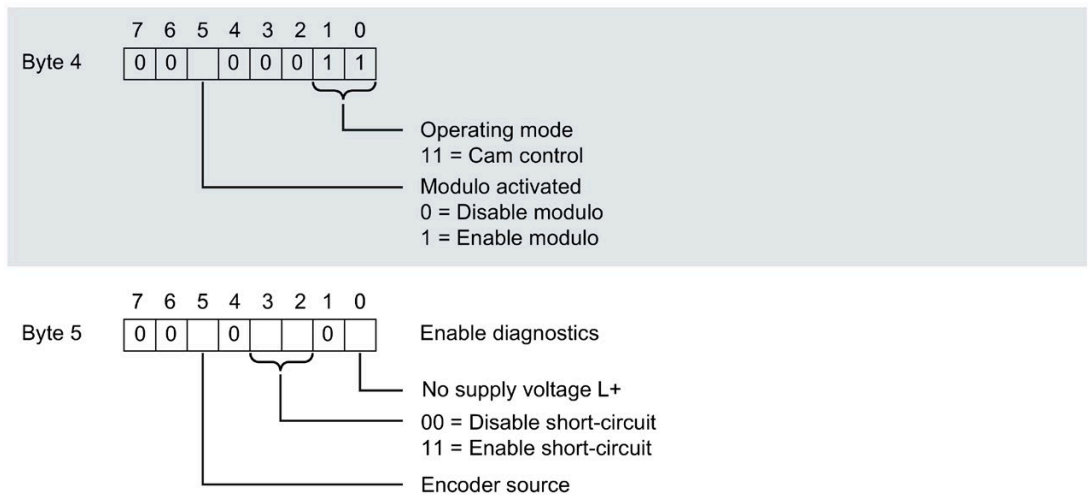 7 6 5 4 3 2 1 0
Byte 4 0 0 0 0 0 1 1
Operating mode
11 = Cam control
Modulo activated
0 = Disable modulo
1 = Enable modulo
7 6 5 4 3 2 1 0
Byte 5 0 0 0 0 Enable diagnostics
No supply voltage L+
00 = Disable short-circuit
11 = Enable short-circuit
Encoder source